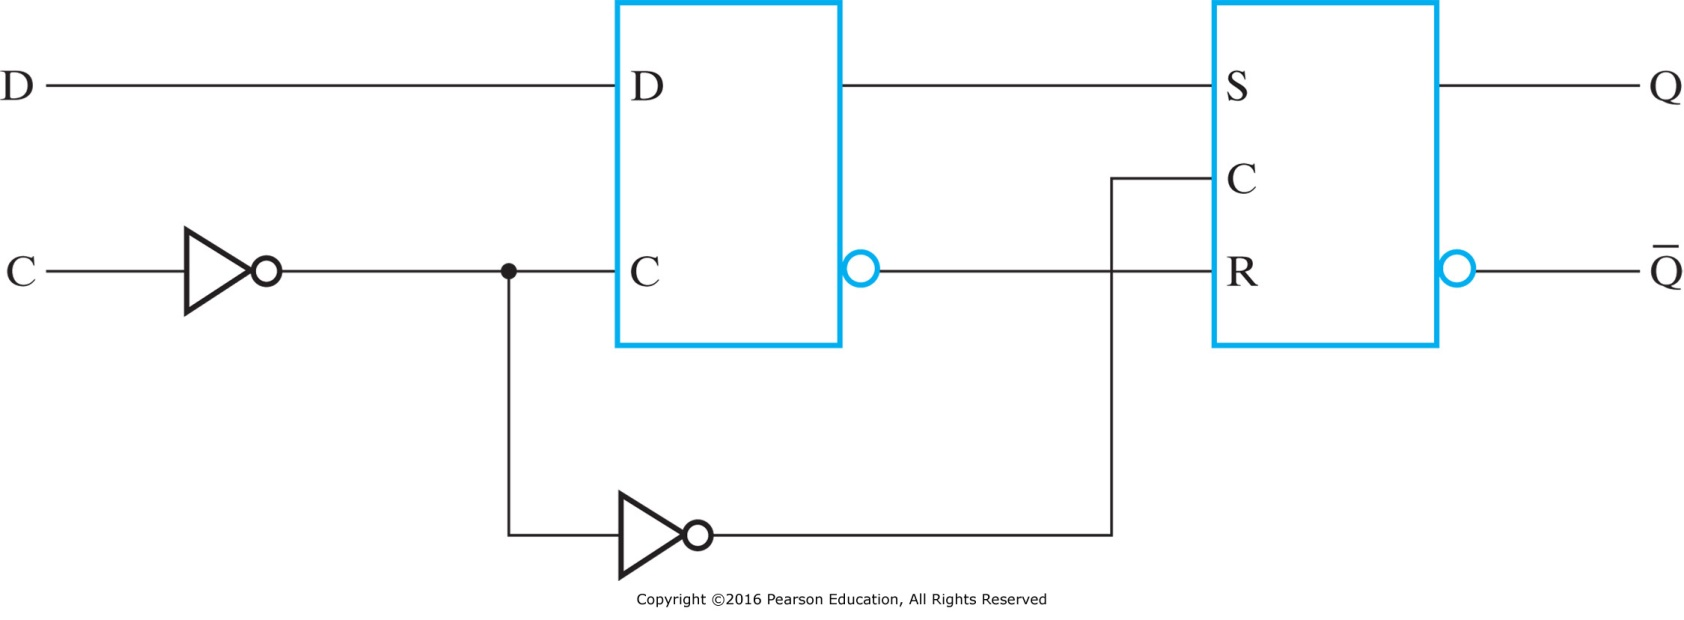 D D S Q
C
C C R Q̅
Copyright ©2016 Pearson Education, All Rights Reserved